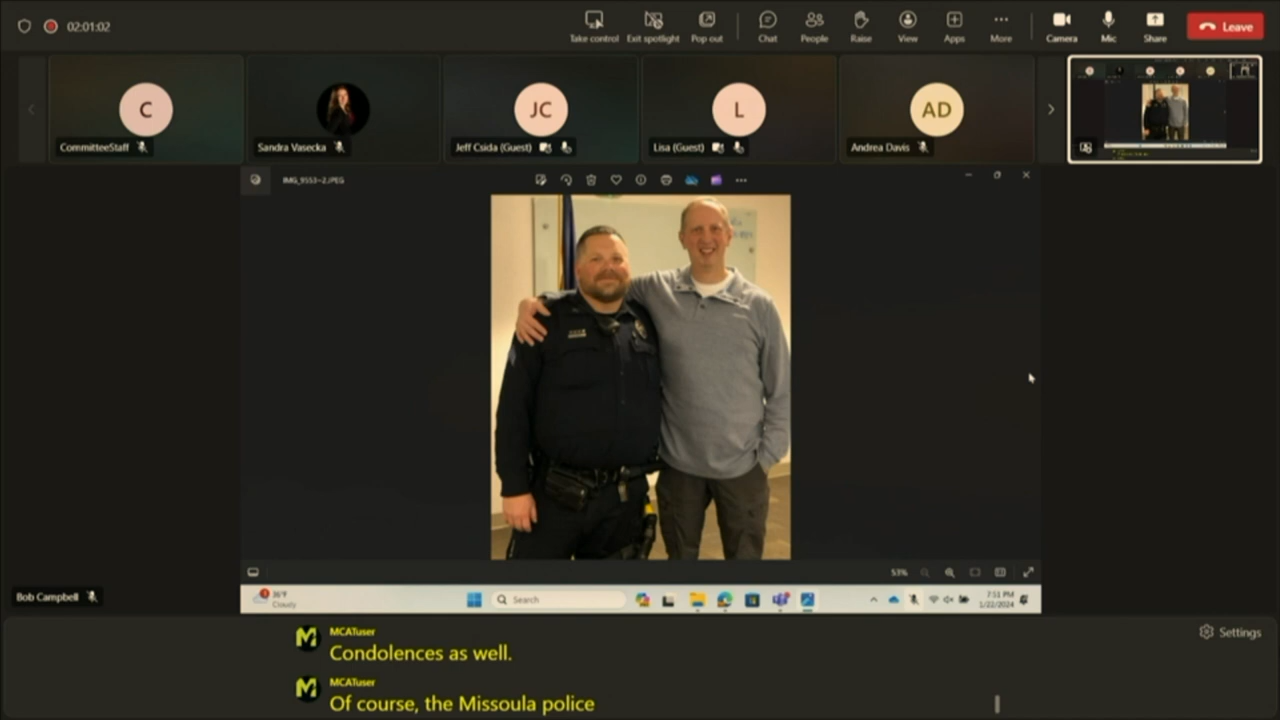 02:01:02
Take control
Exit spotlight
Pop out
Chat
People
Raise
View
Apps
More
Camera
Mic
Share
Leave
C
JC
L
AD
CommitteeStaff
Sandra Vasecka
Jeff Csida (Guest)
Lisa (Guest)
Andrea Davis
IMG_9553~2.JPEG
53%
Bob Campbell
36°F
Cloudy
Search
7:51 PM
1/22/2024
Settings
MCATuser
Condolences as well.
MCATuser
Of course, the Missoula police